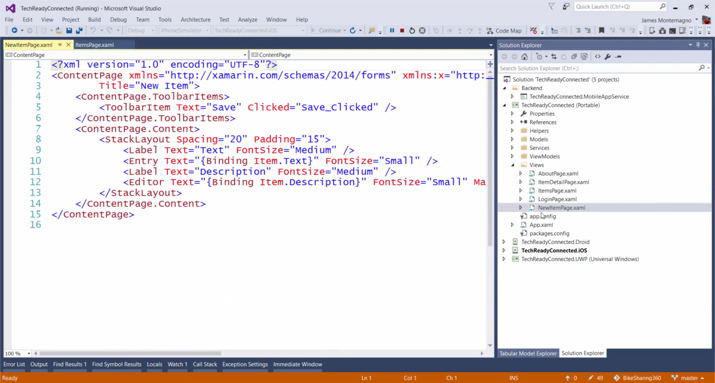 TechReadyConnected (Running) - Microsoft Visual Studio
Quick Launch (Ctrl+Q)
File Edit View Project Build Debug Team Tools Architecture Test Analyze Window Help
James Montemagno
Debug iPhoneSimulator TechReadyConnected.iOS Continue
Code Map
NewItemPage.xaml ItemsPage.xaml
ContentPage ContentPage
1 <?xml version="1.0" encoding="UTF-8"?>
2 <ContentPage xmlns="http://xamarin.com/schemas/2014/forms" xmlns:x="http:
3 Title="New Item">
4 <ContentPage.ToolbarItems>
5 <ToolbarItem Text="Save" Clicked="Save_Clicked" />
6 </ContentPage.ToolbarItems>
7 <ContentPage.Content>
8 <StackLayout Spacing="20" Padding="15">
9 <Label Text="Text" FontSize="Medium" />
10 <Entry Text="{Binding Item.Text}" FontSize="Small" />
11 <Label Text="Description" FontSize="Medium" />
12 <Editor Text="{Binding Item.Description}" FontSize="Small" Ma
13 </StackLayout>
14 </ContentPage.Content>
15 </ContentPage>
16
100 %
Solution Explorer
Search Solution Explorer (Ctrl+;)
Solution 'TechReadyConnected' (5 projects)
Backend
TechReadyConnected.MobileAppService
TechReadyConnected (Portable)
Properties
References
Helpers
Models
Services
ViewModels
Views
AboutPage.xaml
ItemDetailPage.xaml
ItemsPage.xaml
LoginPage.xaml
NewItemPage.xaml
app.config
App.xaml
packages.config
TechReadyConnected.Droid
TechReadyConnected.iOS
TechReadyConnected.UWP (Universal Windows)
Tabular Model Explorer Solution Explorer
Error List Output Find Results 1 Find Symbol Results Locals Watch 1 Call Stack Exception Settings Immediate Window
Ready Ln 1 Col 1 Ch 1 INS 0 49 BikeSharing360 master